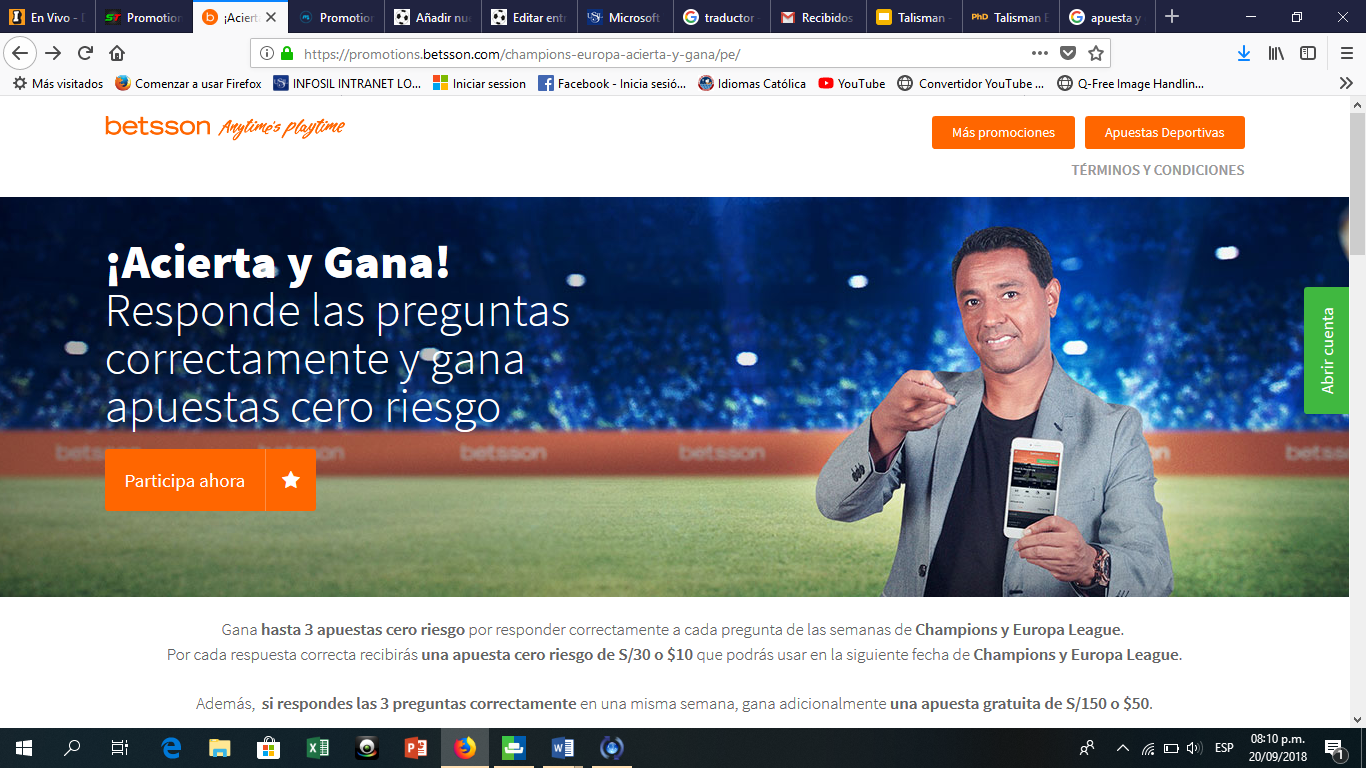 En Vivo - D
Promotion
¡Aciert
Promotion
Añadir nue
Editar entr
Microsoft
traductor -
Recibidos
Talisman -
PhD Talisman E
apuesta y
https://promotions.betsson.com/champions-europa-acierta-y-gana/pe/
Más visitados
Comenzar a usar Firefox
INFOSIL INTRANET LO...
Iniciar session
Facebook - Inicia sesió...
Idiomas Católica
YouTube
Convertidor YouTube ...
Q-Free Image Handlin...
betsson Anytime's playtime
Más promociones
Apuestas Deportivas
TÉRMINOS Y CONDICIONES
¡Acierta y Gana!
Responde las preguntas
correctamente y gana
apuestas cero riesgo
Abrir cuenta
betsson
betsson
betsson
Participa ahora
Gana hasta 3 apuestas cero riesgo por responder correctamente a cada pregunta de las semanas de Champions y Europa League.
Por cada respuesta correcta recibirás una apuesta cero riesgo de S/30 o $10 que podrás usar en la siguiente fecha de Champions y Europa League.
Además, si respondes las 3 preguntas correctamente en una misma semana, gana adicionalmente una apuesta gratuita de S/150 o $50.
ESP
08:10 p.m.
20/09/2018
1